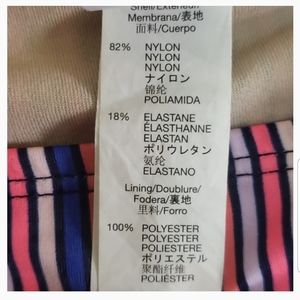 Shell/Exterieur/
Membrana/表地
面料/Cuerpo
82% NYLON
NYLON
NYLON
ナイロン
锦纶
POLIAMIDA
18% ELASTANE
ÉLASTHANNE
ELASTAN
ポリウレタン
氨纶
ELASTANO
Lining/Doublure/
Fodera/裏地
里料/Forro
100% POLYESTER
POLYESTER
POLIESTERE
ポリエステル
聚酯纤维
POLIÉSTER